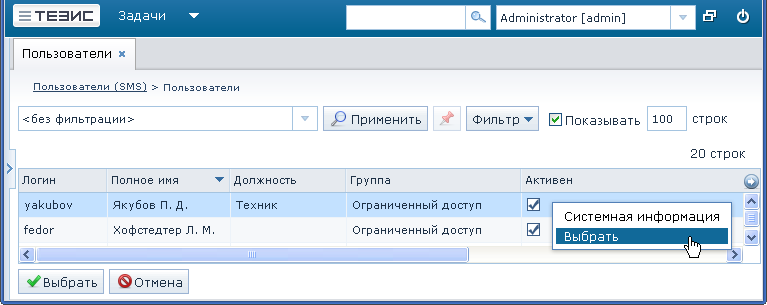 ТЕЗИС Задачи Administrator [admin]
Пользователи
Пользователи (SMS) > Пользователи
<без фильтрации> Применить Фильтр Показывать 100 строк
20 строк
Логин Полное имя Должность Группа Активен
yakubov Якубов П. Д. Техник Ограниченный доступ
Системная информация
fedor Хофстедтер Л. М. Ограниченный доступ
Выбрать
Выбрать Отмена